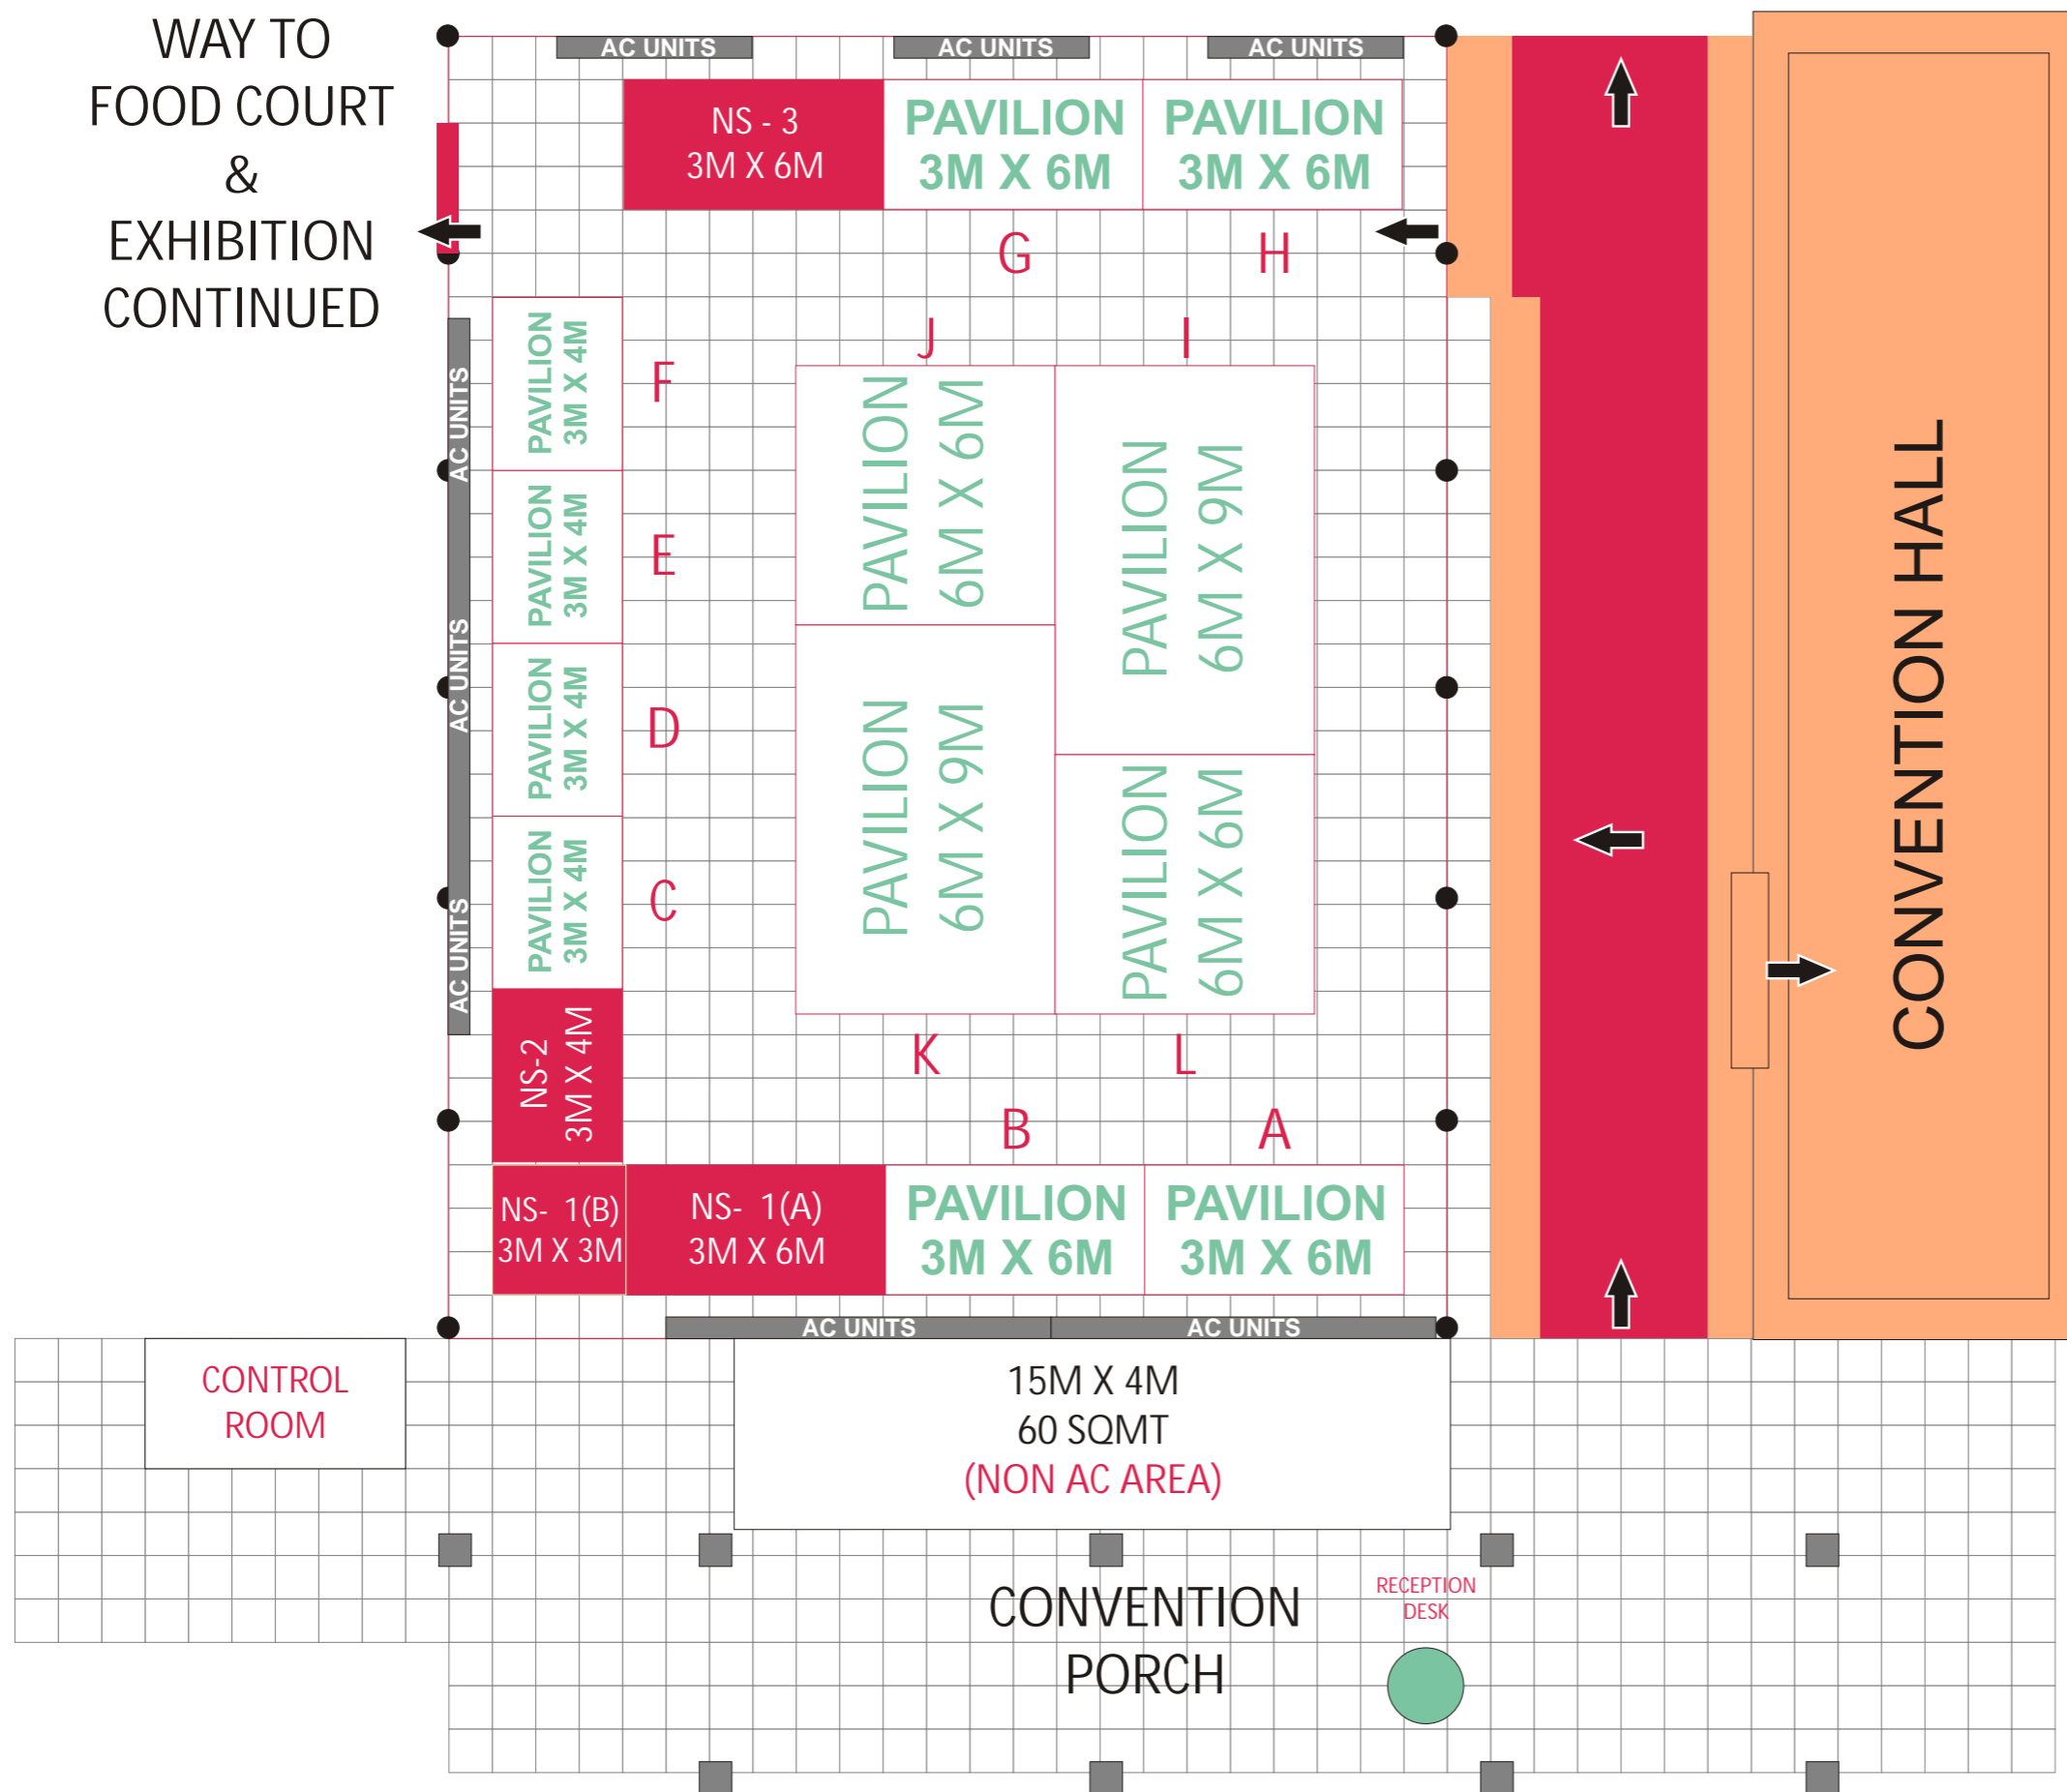 WAY TO
FOOD COURT
&
EXHIBITION
CONTINUED
AC UNITS
AC UNITS
AC UNITS
NS - 3
3M X 6M
PAVILION
3M X 6M
PAVILION
3M X 6M
G
H
J
I
PAVILION
3M X 4M
F
PAVILION
3M X 4M
E
PAVILION
3M X 4M
D
PAVILION
3M X 4M
C
AC UNITS
AC UNITS
AC UNITS
PAVILION
6M X 6M
PAVILION
6M X 9M
PAVILION
6M X 9M
PAVILION
6M X 6M
CONVENTION HALL
NS-2
3M X 4M
K
L
B
A
NS- 1(B)
3M X 3M
NS- 1(A)
3M X 6M
PAVILION
3M X 6M
PAVILION
3M X 6M
AC UNITS
AC UNITS
CONTROL
ROOM
15M X 4M
60 SQMT
(NON AC AREA)
RECEPTION
DESK
CONVENTION
PORCH